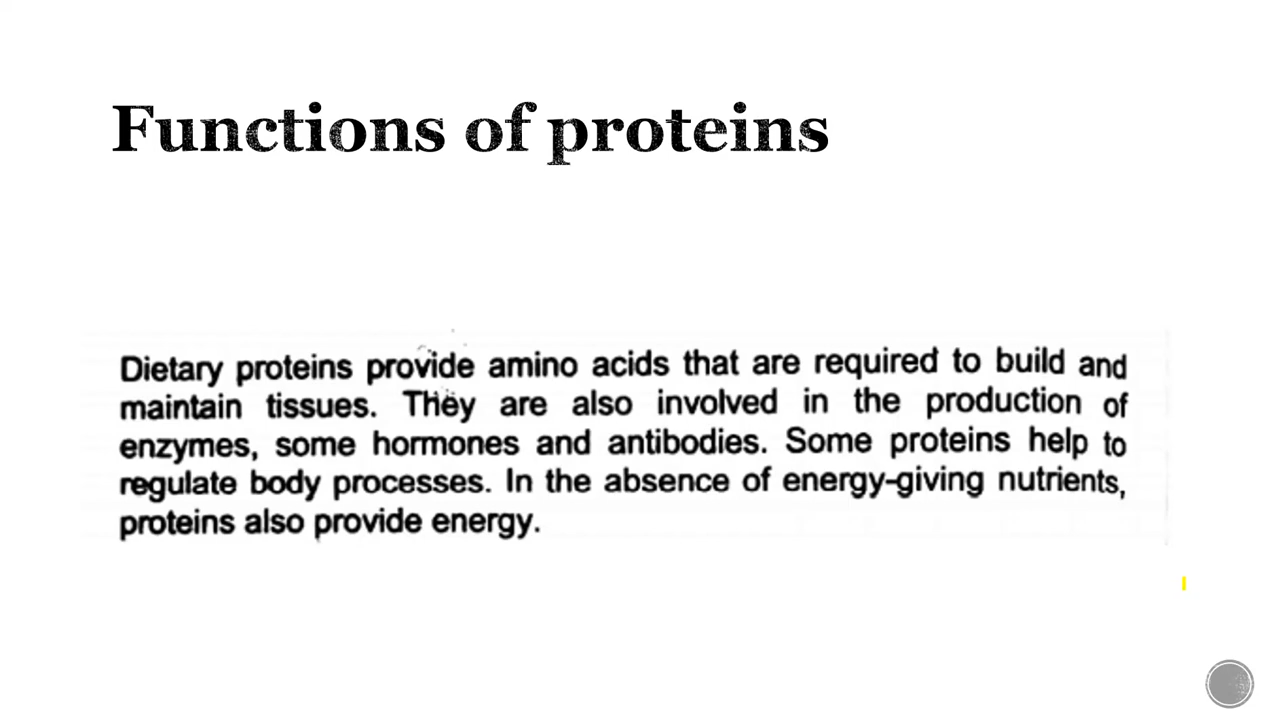 Functions of proteins
Dietary proteins provide amino acids that are required to build and
maintain tissues. They are also involved in the production of
enzymes, some hormones and antibodies. Some proteins help to
regulate body processes. In the absence of energy-giving nutrients,
proteins also provide energy.